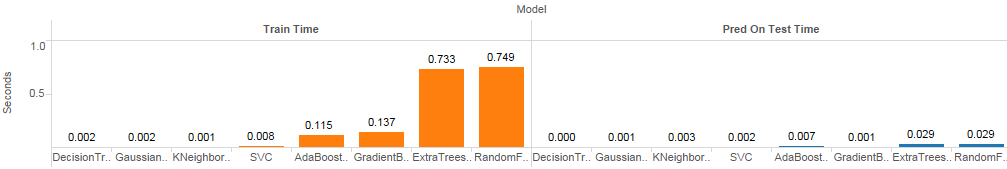 Model
Train Time Pred On Test Time
1.0
0.5
Seconds
0.002 0.002 0.001 0.008 0.115 0.137 0.733 0.749 0.000 0.001 0.003 0.002 0.007 0.001 0.029 0.029
DecisionTr.. Gaussian.. KNeighbor.. SVC AdaBoost.. GradientB.. ExtraTrees.. RandomF.. DecisionTr.. Gaussian.. KNeighbor.. SVC AdaBoost.. GradientB.. ExtraTrees.. RandomF..